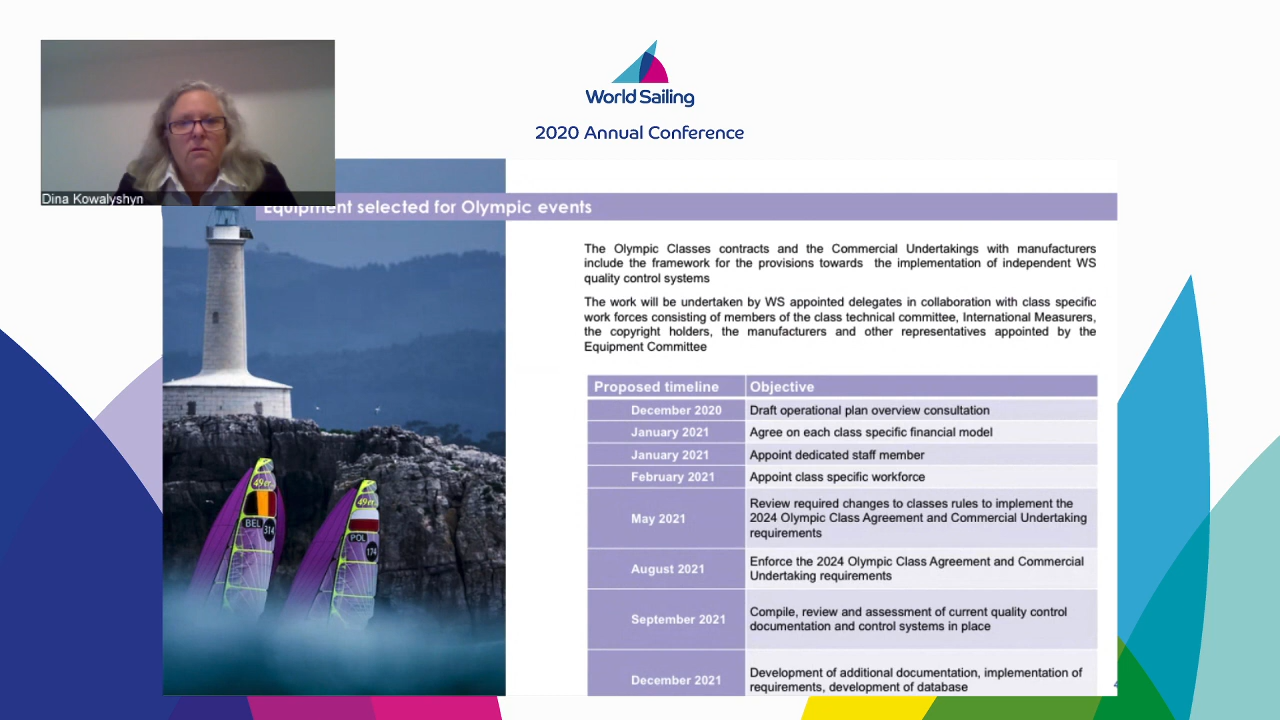 World Sailing
2020 Annual Conference
Dina Kowalyshyn
Equipment selected for Olympic events
The Olympic Classes contracts and the Commercial Undertakings with manufacturers
include the framework for the provisions towards the implementation of independent WS
quality control systems
The work will be undertaken by WS appointed delegates in collaboration with class specific
work forces consisting of members of the class technical committee, International Measurers,
the copyright holders, the manufacturers and other representatives appointed by the
Equipment Committee
Proposed timeline Objective
December 2020 Draft operational plan overview consultation
January 2021 Agree on each class specific financial model
January 2021 Appoint dedicated staff member
February 2021 Appoint class specific workforce
May 2021 Review required changes to classes rules to implement the
2024 Olympic Class Agreement and Commercial Undertaking
requirements
August 2021 Enforce the 2024 Olympic Class Agreement and Commercial
Undertaking requirements
September 2021 Compile, review and assessment of current quality control
documentation and control systems in place
December 2021 Development of additional documentation, implementation of
requirements, development of database
49er
BEL
314
49er
POL
174